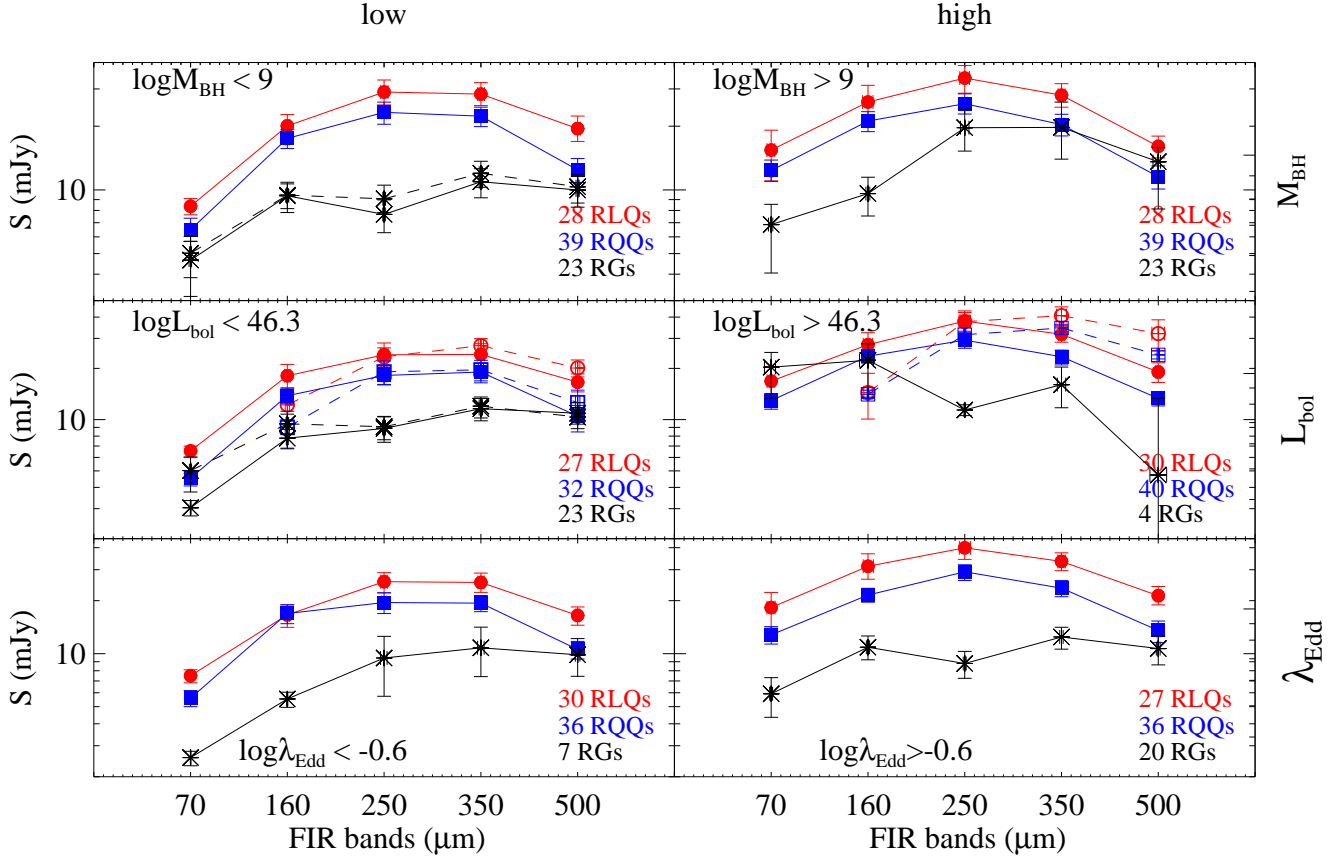 low high
logM_BH < 9
S (mJy)
10
28 RLQs
39 RQQs
23 RGs
logM_BH > 9
28 RLQs
39 RQQs
23 RGs
M_BH
logL_bol < 46.3
S (mJy)
10
27 RLQs
32 RQQs
23 RGs
logL_bol > 46.3
30 RLQs
40 RQQs
4 RGs
L_bol
S (mJy)
10
30 RLQs
36 RQQs
7 RGs
logλ_Edd < -0.6
27 RLQs
36 RQQs
20 RGs
logλ_Edd>-0.6
λ_Edd
70 160 250 350 500
70 160 250 350 500
FIR bands (μm)
FIR bands (μm)